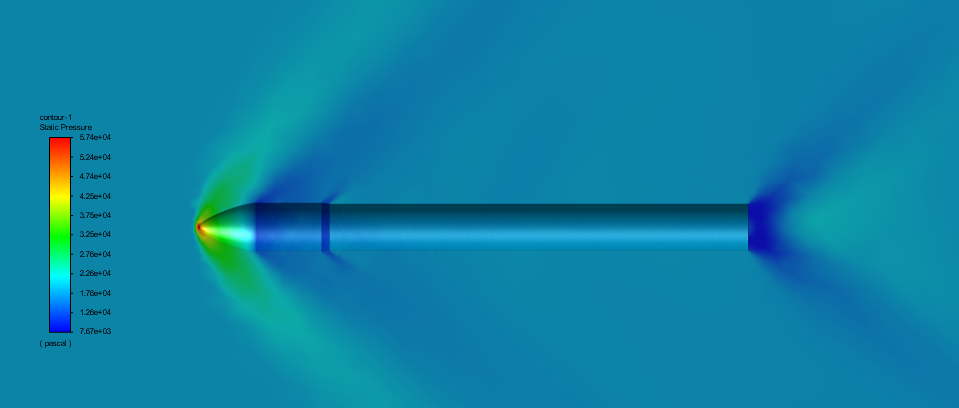 contour-1
Static Pressure
5.74e+04
5.24e+04
4.74e+04
4.25e+04
3.75e+04
3.25e+04
2.76e+04
2.26e+04
1.76e+04
1.26e+04
7.67e+03
( pascal )